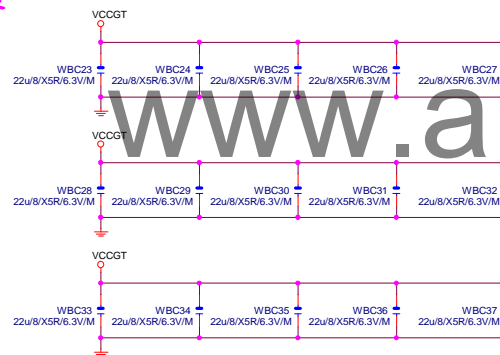 VCCGT
WBC23 WBC24 WBC25 WBC26 WBC27
22u/8/X5R/6.3V/M 22u/8/X5R/6.3V/M 22u/8/X5R/6.3V/M 22u/8/X5R/6.3V/M 22u/8/X5R/6.3V/M
www.a
VCCGT
WBC28 WBC29 WBC30 WBC31 WBC32
22u/8/X5R/6.3V/M 22u/8/X5R/6.3V/M 22u/8/X5R/6.3V/M 22u/8/X5R/6.3V/M 22u/8/X5R/6.3V/M
VCCGT
WBC33 WBC34 WBC35 WBC36 WBC37
22u/8/X5R/6.3V/M 22u/8/X5R/6.3V/M 22u/8/X5R/6.3V/M 22u/8/X5R/6.3V/M 22u/8/X5R/6.3V/M